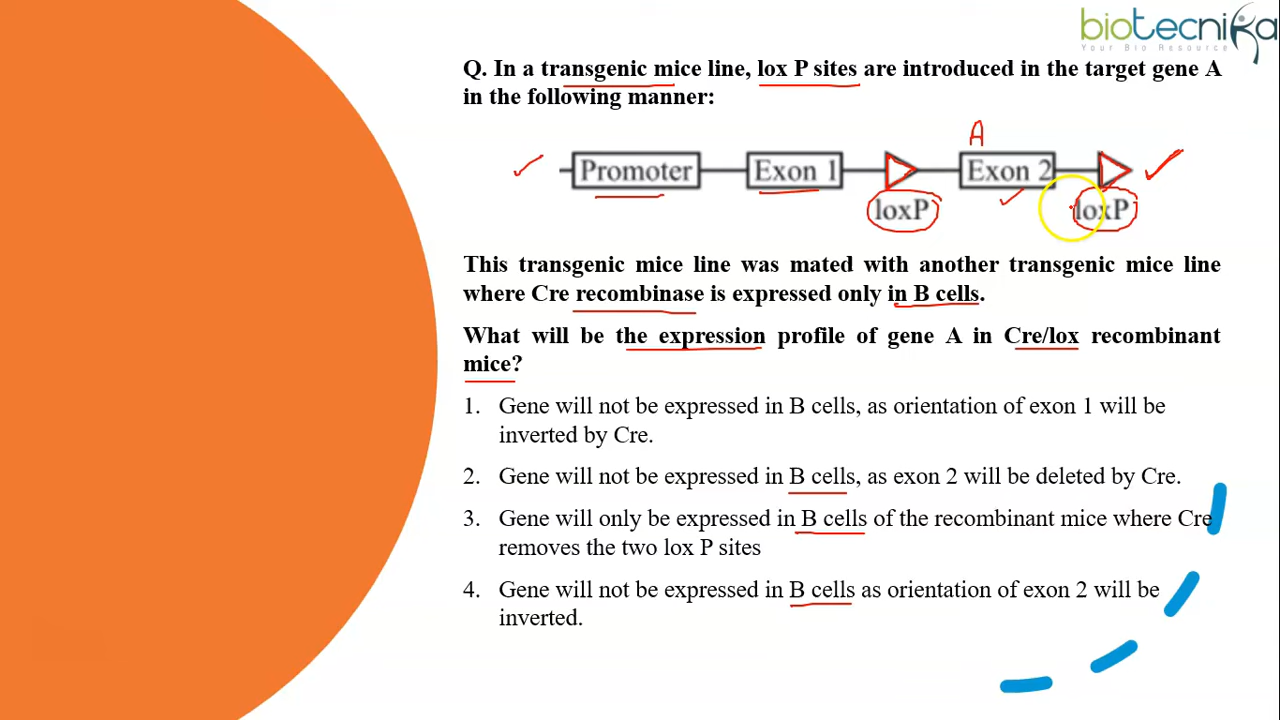 biotecnika
Your Bio Resource
Q. In a transgenic mice line, lox P sites are introduced in the target gene A
in the following manner:
A
Promoter Exon 1 Exon 2
loxP loxP
This transgenic mice line was mated with another transgenic mice line
where Cre recombinase is expressed only in B cells.
What will be the expression profile of gene A in Cre/lox recombinant
mice?
1. Gene will not be expressed in B cells, as orientation of exon 1 will be
inverted by Cre.
2. Gene will not be expressed in B cells, as exon 2 will be deleted by Cre.
3. Gene will only be expressed in B cells of the recombinant mice where Cre
removes the two lox P sites
4. Gene will not be expressed in B cells as orientation of exon 2 will be
inverted.